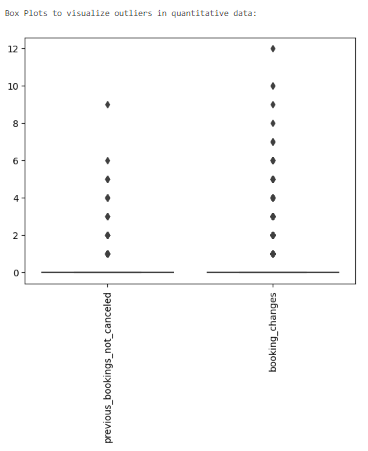 Box Plots to visualize outliers in quantitative data:
12
10
8
6
4
2
0
previous_bookings_not_canceled
booking_changes